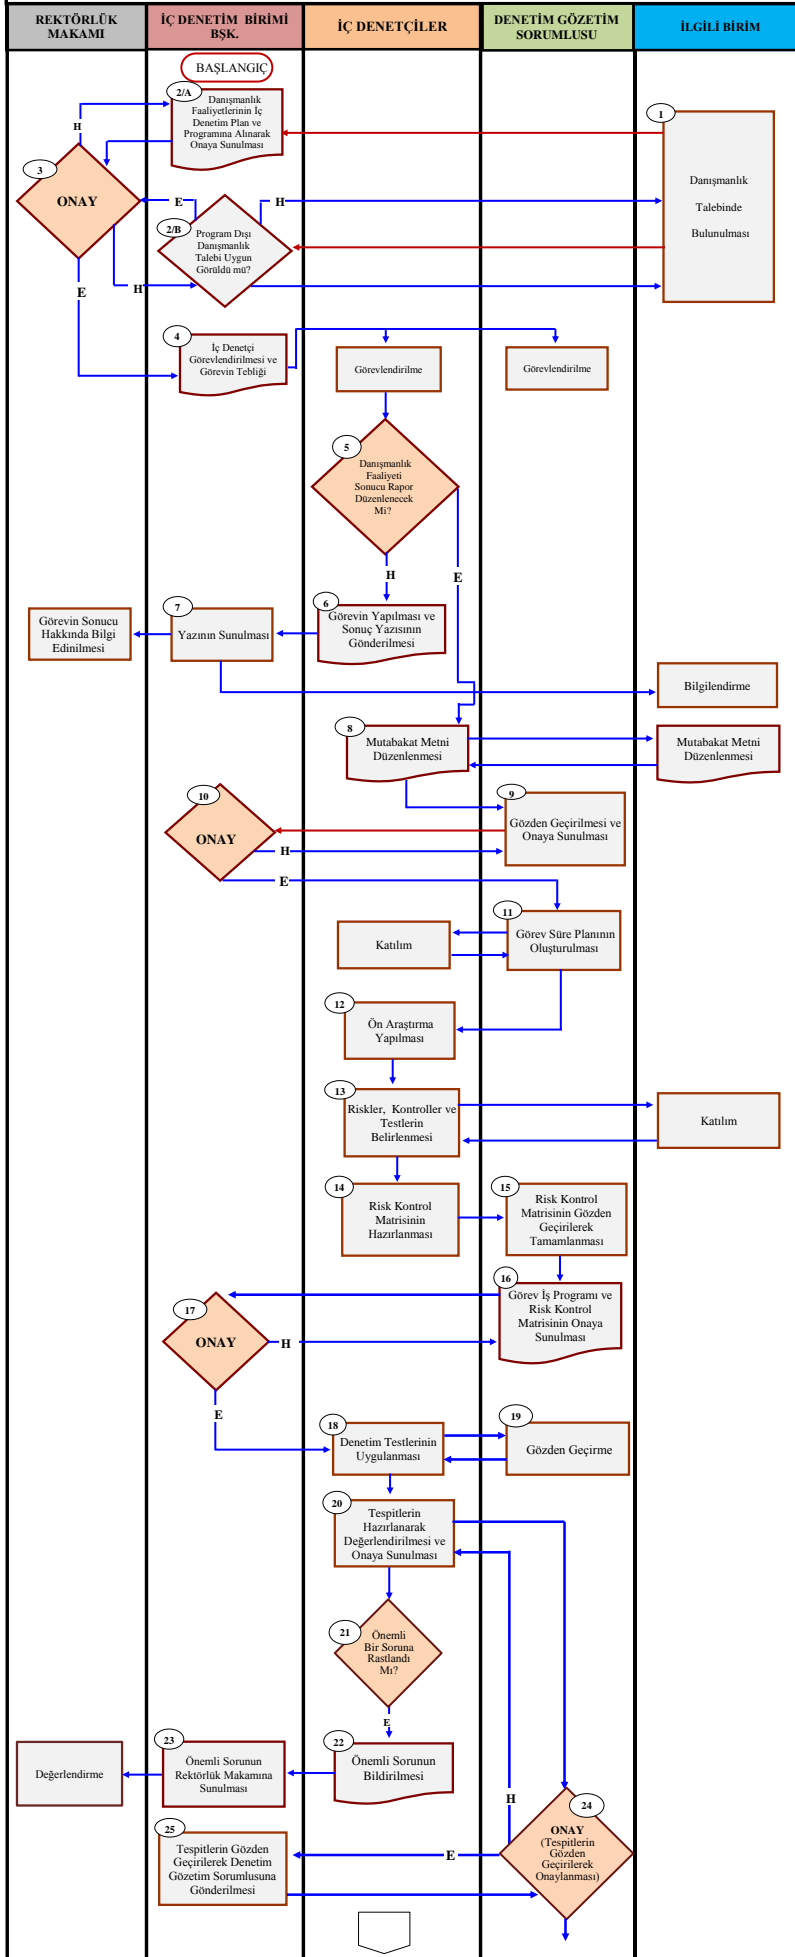 REKTÖRLÜK
MAKAMI
İÇ DENETİM BİRİMİ
BŞK.
İÇ DENETÇİLER
DENETİM GÖZETİM
SORUMLUSU
İLGİLİ BİRİM
BAŞLANGIÇ
2/A
Danışmanlık
Faaliyetlerinin İç
Denetim Plan ve
Programına Alınarak
Onaya Sunulması
H
1
Danışmanlık
Talebinde
Bulunulması
3
ONAY
E
H
2/B
Program Dışı
Danışmanlık
Talebi Uygun
Görüldü mü?
E
H
4
İç Denetçi
Görevlendirilmesi ve
Görevin Tebliği
Görevlendirilme
Görevlendirilme
5
Danışmanlık
Faaliyeti
Sonucu Rapor
Düzenlenecek
Mi?
H
E
6
Görevin Yapılması ve
Sonuç Yazısının
Gönderilmesi
7
Yazının Sunulması
Görevin Sonucu
Hakkında Bilgi
Edinilmesi
Bilgilendirme
8
Mutabakat Metni
Düzenlenmesi
Mutabakat Metni
Düzenlenmesi
9
Gözden Geçirilmesi ve
Onaya Sunulması
10
ONAY
H
E
11
Görev Süre Planının
Oluşturulması
Katılım
12
Ön Araştırma
Yapılması
13
Riskler, Kontroller ve
Testlerin
Belirlenmesi
Katılım
14
Risk Kontrol
Matrisinin
Hazırlanması
15
Risk Kontrol
Matrisinin Gözden
Geçirilerek
Tamamlanması
16
Görev İş Programı ve
Risk Kontrol
Matrisinin Onaya
Sunulması
17
ONAY
H
E
18
Denetim Testlerinin
Uygulanması
19
Gözden Geçirme
20
Tespitlerin
Hazırlanarak
Değerlendirilmesi ve
Onaya Sunulması
21
Önemli
Bir Soruna
Rastlandı
Mı?
E
22
Önemli Sorunun
Bildirilmesi
23
Önemli Sorunun
Rektörlük Makamına
Sunulması
Değerlendirme
H
24
ONAY
(Tespitlerin
Gözden
Geçirilerek
Onaylanması)
E
25
Tespitlerin Gözden
Geçirilerek Denetim
Gözetim Sorumlusuna
Gönderilmesi